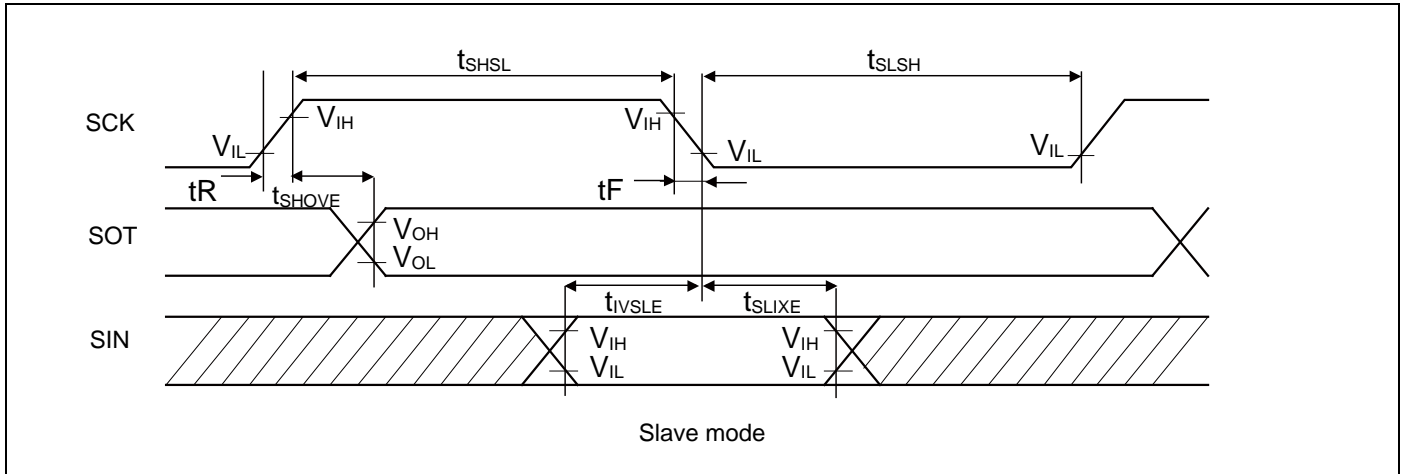 tSHSL tSLSH
SCK VIH VIH
VIL VIL VIL
tR tSHOVE tF
SOT VOH
VOL
tIVSLE tSLIXE
SIN VIH VIH
VIL VIL
Slave mode